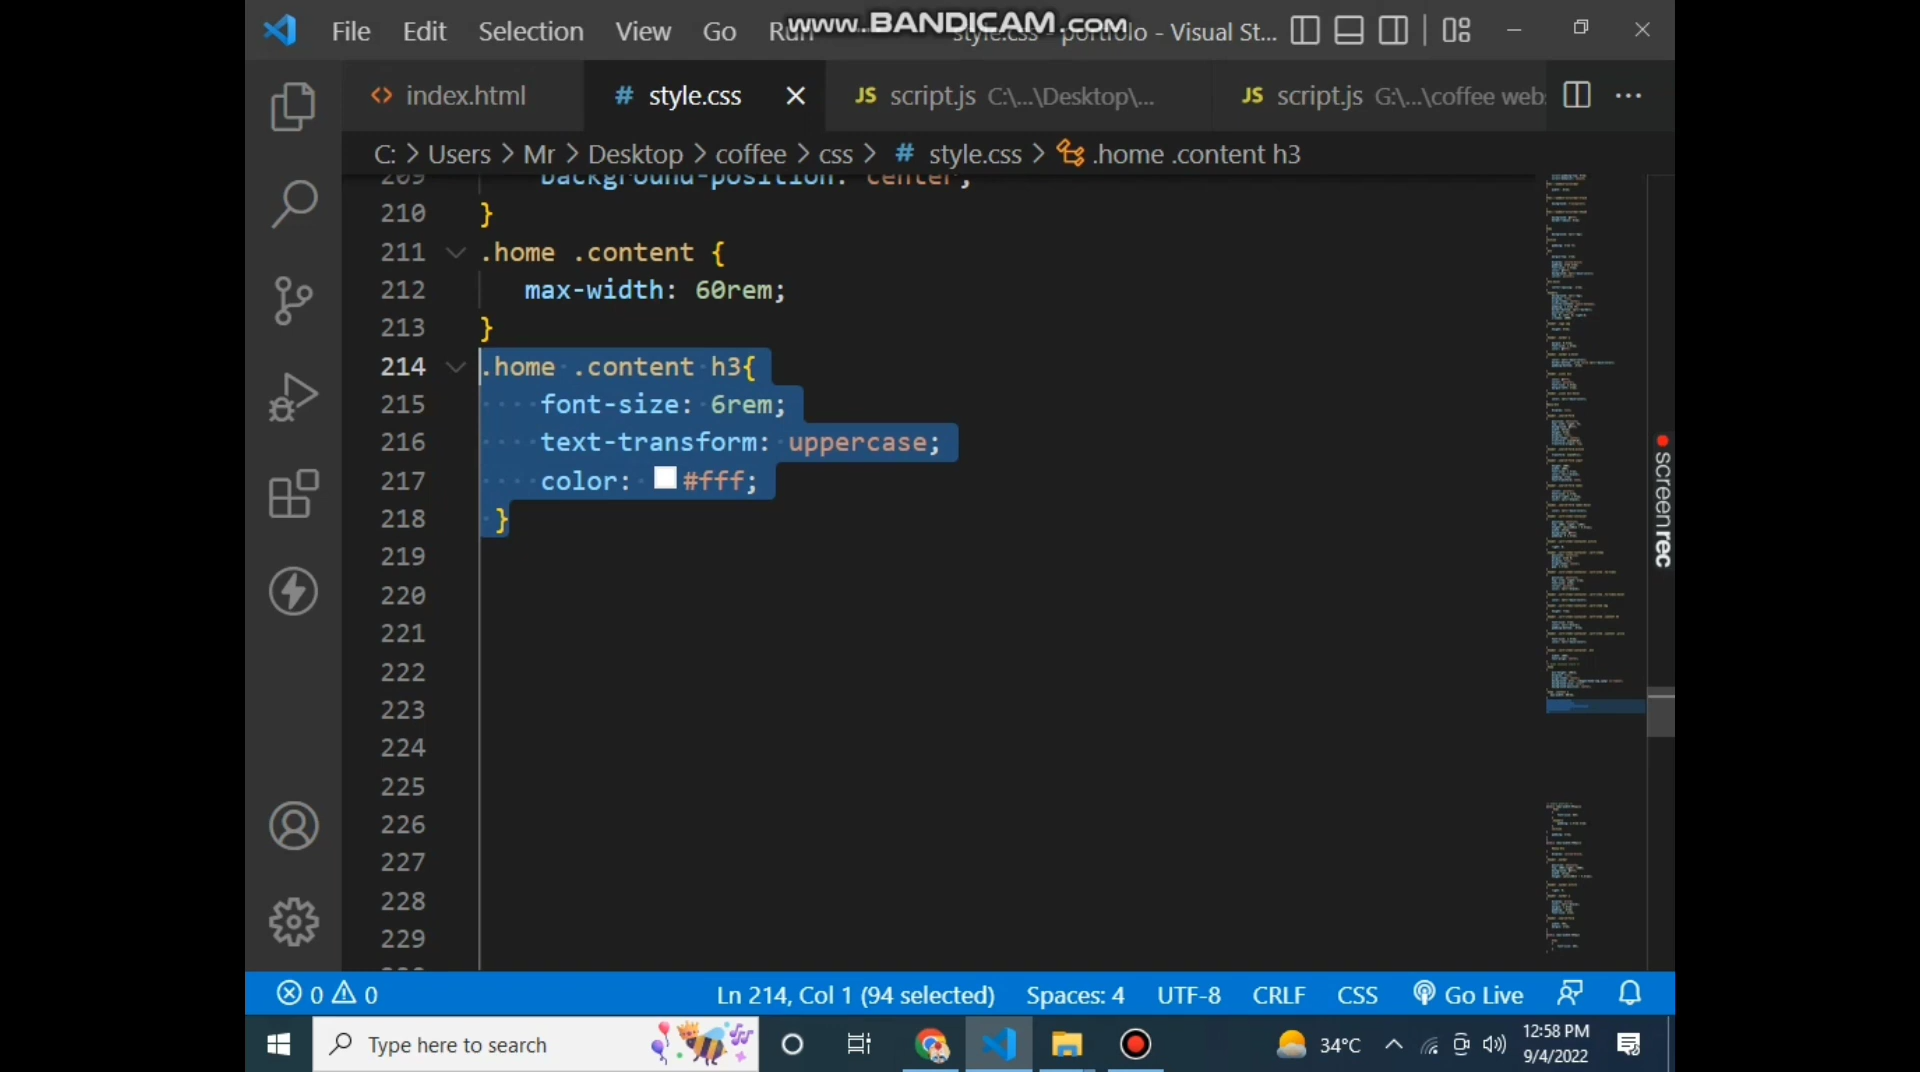 File Edit Selection View Go Run style.css - portfolio - Visual St...
www.BANDICAM.com
index.html # style.css JS script.js C:\...\Desktop\... JS script.js G:\...\coffee web
C: > Users > Mr > Desktop > coffee > css > # style.css > .home .content h3
209 background-position: center;
210 }
211 .home .content {
212 max-width: 60rem;
213 }
214 .home .content h3{
215 font-size: 6rem;
216 text-transform: uppercase;
217 color: #fff;
218 }
219
220
221
222
223
224
225
226
227
228
229
screenrec
0 0 Ln 214, Col 1 (94 selected) Spaces: 4 UTF-8 CRLF CSS Go Live
Type here to search 34°C 12:58 PM
9/4/2022